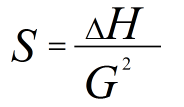 S = ΔH / G²